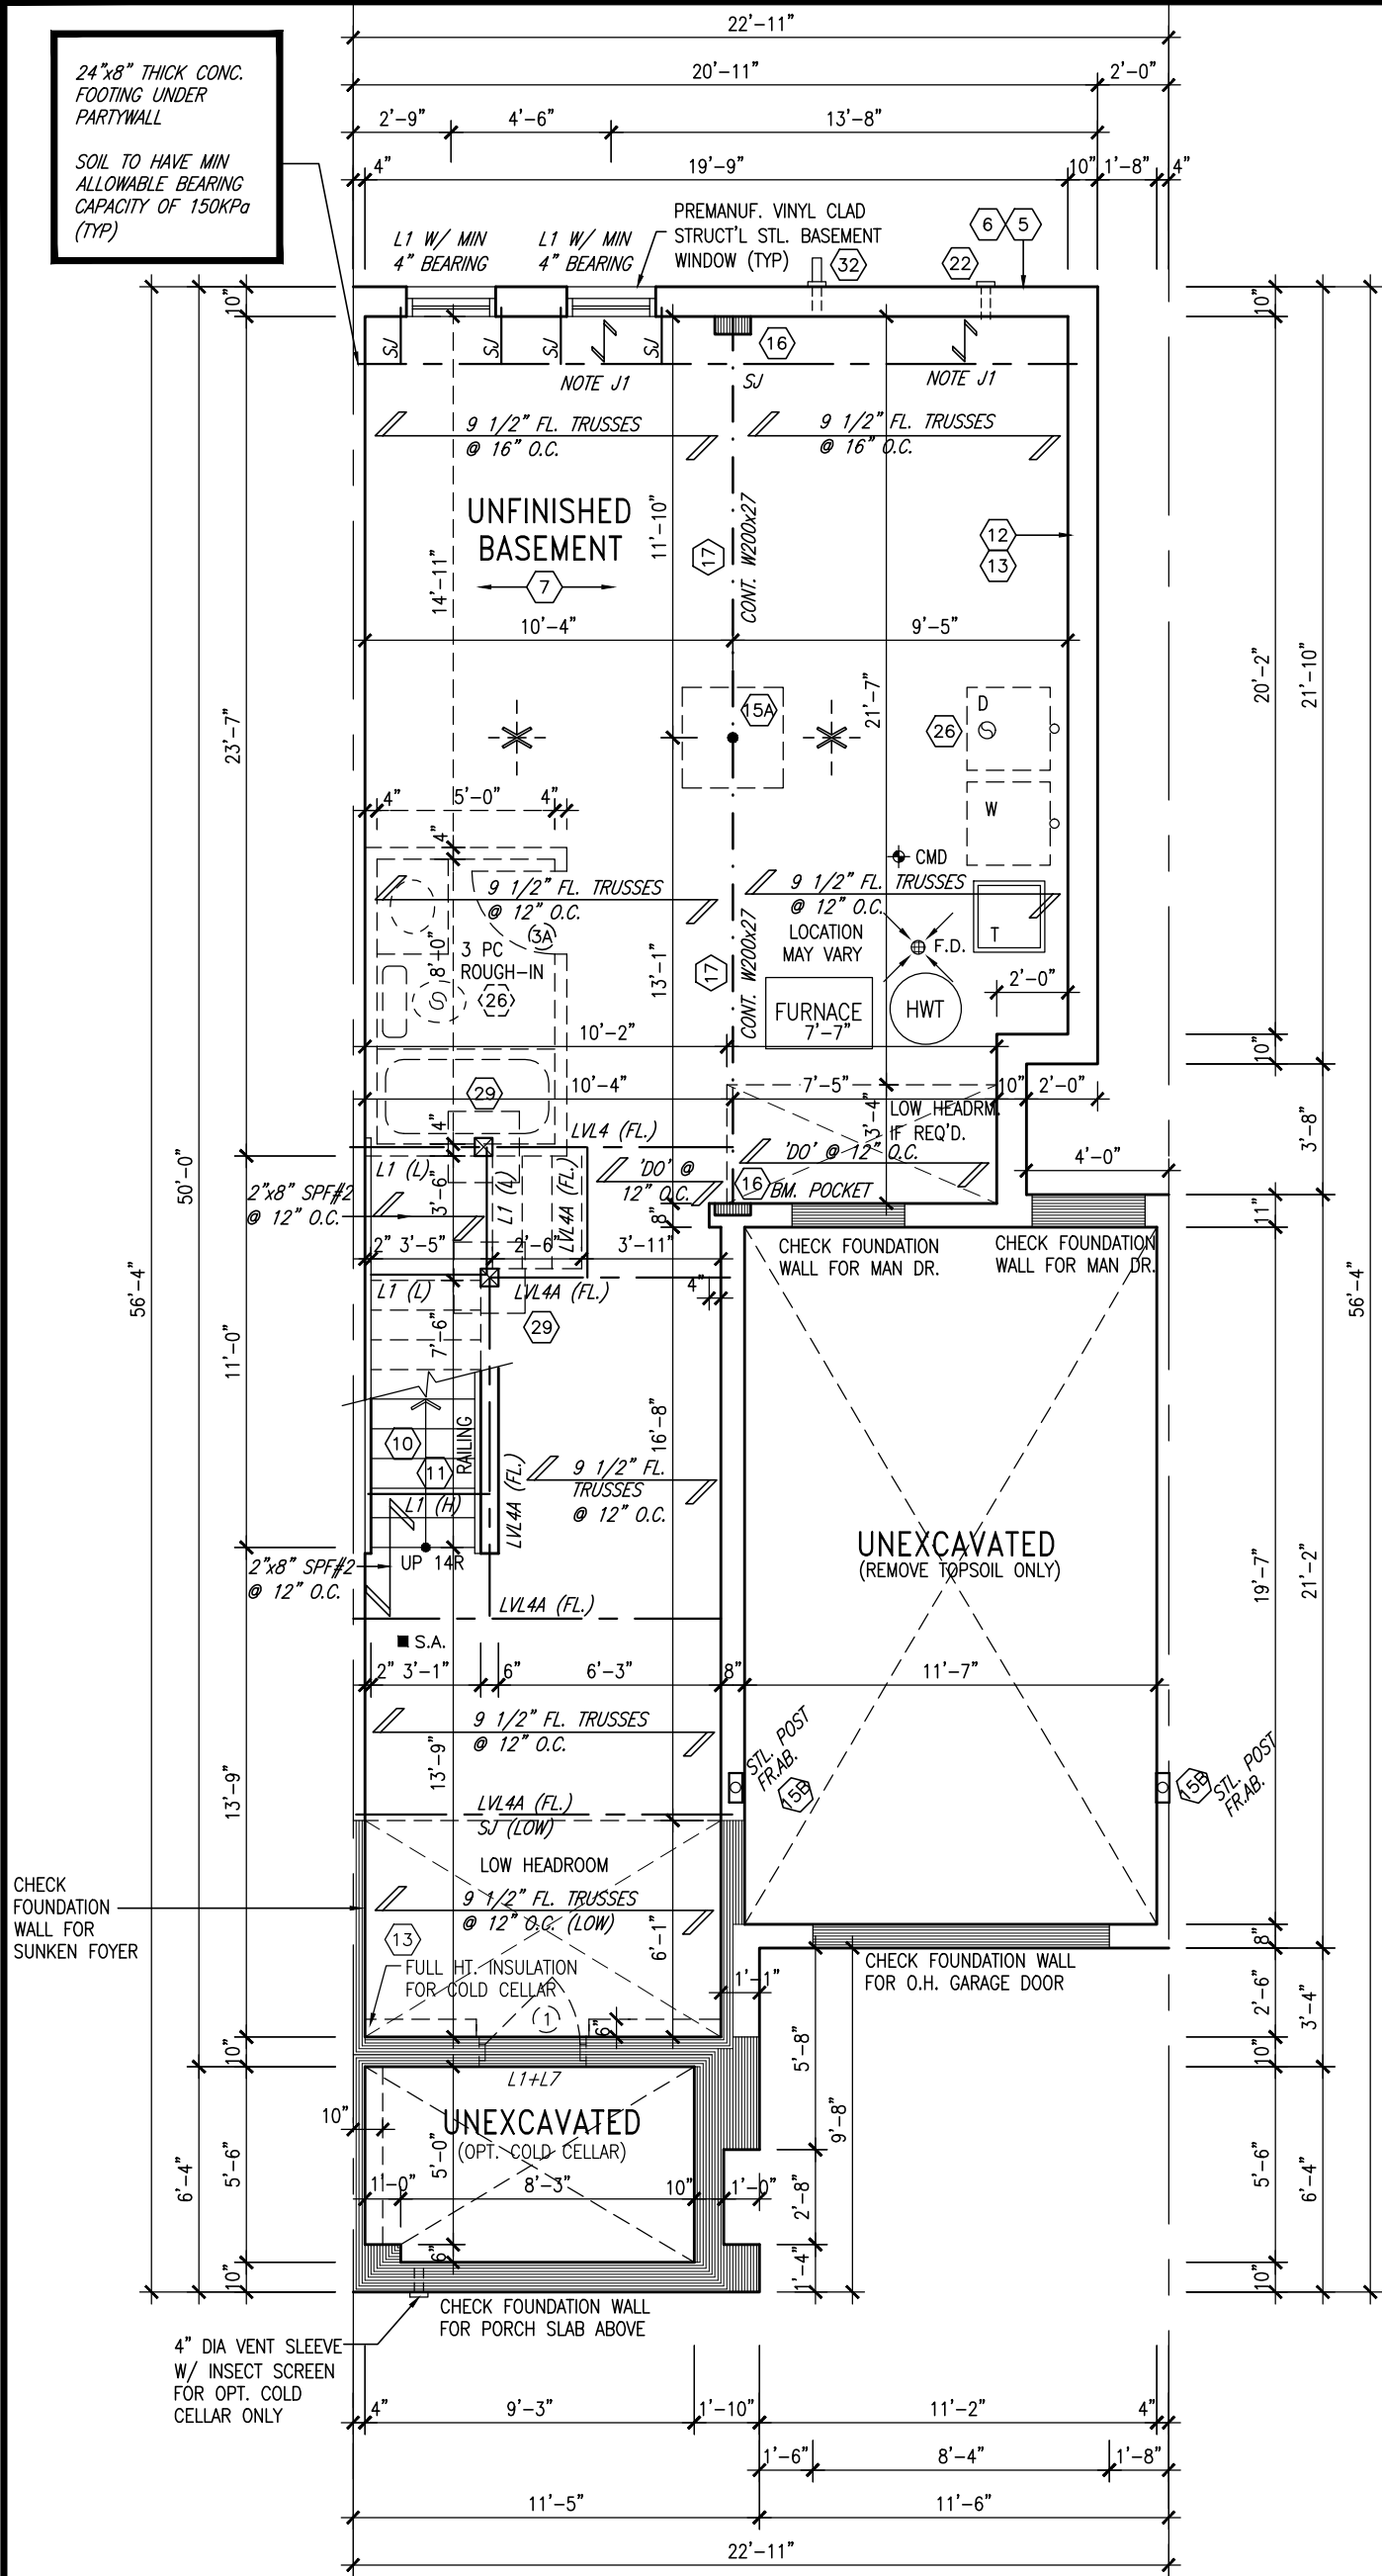 22'-11"
20'-11"
2'-0"
2'-9"
4'-6"
13'-8"
4"
19'-9"
10"
1'-8"
4"
24"x8" THICK CONC.
FOOTING UNDER
PARTYWALL
SOIL TO HAVE MIN
ALLOWABLE BEARING
CAPACITY OF 150KPa
(TYP)
L1 W/ MIN
4" BEARING
L1 W/ MIN
4" BEARING
PREMANUF. VINYL CLAD
STRUCT'L STL. BASEMENT
WINDOW (TYP)
32
22
6
5
10"
10"
SJ
SJ
SJ
SJ
16
NOTE J1
SJ
NOTE J1
9 1/2" FL. TRUSSES
@ 16" O.C.
9 1/2" FL. TRUSSES
@ 16" O.C.
UNFINISHED
BASEMENT
7
14'-11"
11'-10"
17
CONT. W200x27
12
13
10'-4"
9'-5"
23'-7"
21'-7"
20'-2"
21'-10"
15A
26
D
W
4"
5'-0"
4"
4"
CMD
9 1/2" FL. TRUSSES
@ 12" O.C.
9 1/2" FL. TRUSSES
@ 12" O.C.
3A
8'-0"
3 PC
ROUGH-IN
26
13'-1"
17
CONT. W200x27
LOCATION
MAY VARY
F.D.
T
2'-0"
FURNACE
HWT
10'-2"
7'-7"
10"
29
10'-4"
7'-5"
10"
2'-0"
3'-4"
LOW HEADRM.
IF REQ'D.
4"
LVL4 (FL.)
3'-8"
L1 (L)
'DO' @
12" O.C.
'DO' @ 12" O.C.
4'-0"
50'-0"
2"x8" SPF#2
@ 12" O.C.
3'-6"
L1 (L)
LVL4A (FL.)
16
BM. POCKET
8"
11"
2"
3'-5"
2'-6"
3'-11"
CHECK FOUNDATION
WALL FOR MAN DR.
CHECK FOUNDATION
WALL FOR MAN DR.
L1 (L)
LVL4A (FL.)
4"
56'-4"
56'-4"
29
7'-6"
11'-0"
16'-8"
10
11
RAILING
9 1/2" FL.
TRUSSES
@ 12" O.C.
LVL4A (FL.)
L1 (H)
UP 14R
2"x8" SPF#2
@ 12" O.C.
UNEXCAVATED
(REMOVE TOPSOIL ONLY)
19'-7"
21'-2"
LVL4A (FL.)
S.A.
2"
3'-1"
6"
6'-3"
8"
11'-7"
9 1/2" FL. TRUSSES
@ 12" O.C.
13'-9"
13'-9"
STL. POST
FR.AB.
15B
15B
STL. POST
FR.AB.
LVL4A (FL.)
SJ (LOW)
LOW HEADROOM
9 1/2" FL. TRUSSES
@ 12" O.C. (LOW)
CHECK
FOUNDATION
WALL FOR
SUNKEN FOYER
6'-1"
13
FULL HT. INSULATION
FOR COLD CELLAR
1
6"
1'-1"
CHECK FOUNDATION WALL
FOR O.H. GARAGE DOOR
8"
2'-6"
3'-4"
10"
5'-8"
9'-8"
10"
L1+L7
UNEXCAVATED
(OPT. COLD CELLAR)
10"
5'-0"
1'-0"
8'-3"
10"
1'-0"
2'-8"
6'-4"
5'-6"
5'-6"
6'-4"
6"
1'-4"
10"
10"
CHECK FOUNDATION WALL
FOR PORCH SLAB ABOVE
4" DIA VENT SLEEVE
W/ INSECT SCREEN
FOR OPT. COLD
CELLAR ONLY
4"
9'-3"
1'-10"
11'-2"
4"
1'-6"
8'-4"
1'-8"
11'-5"
11'-6"
22'-11"